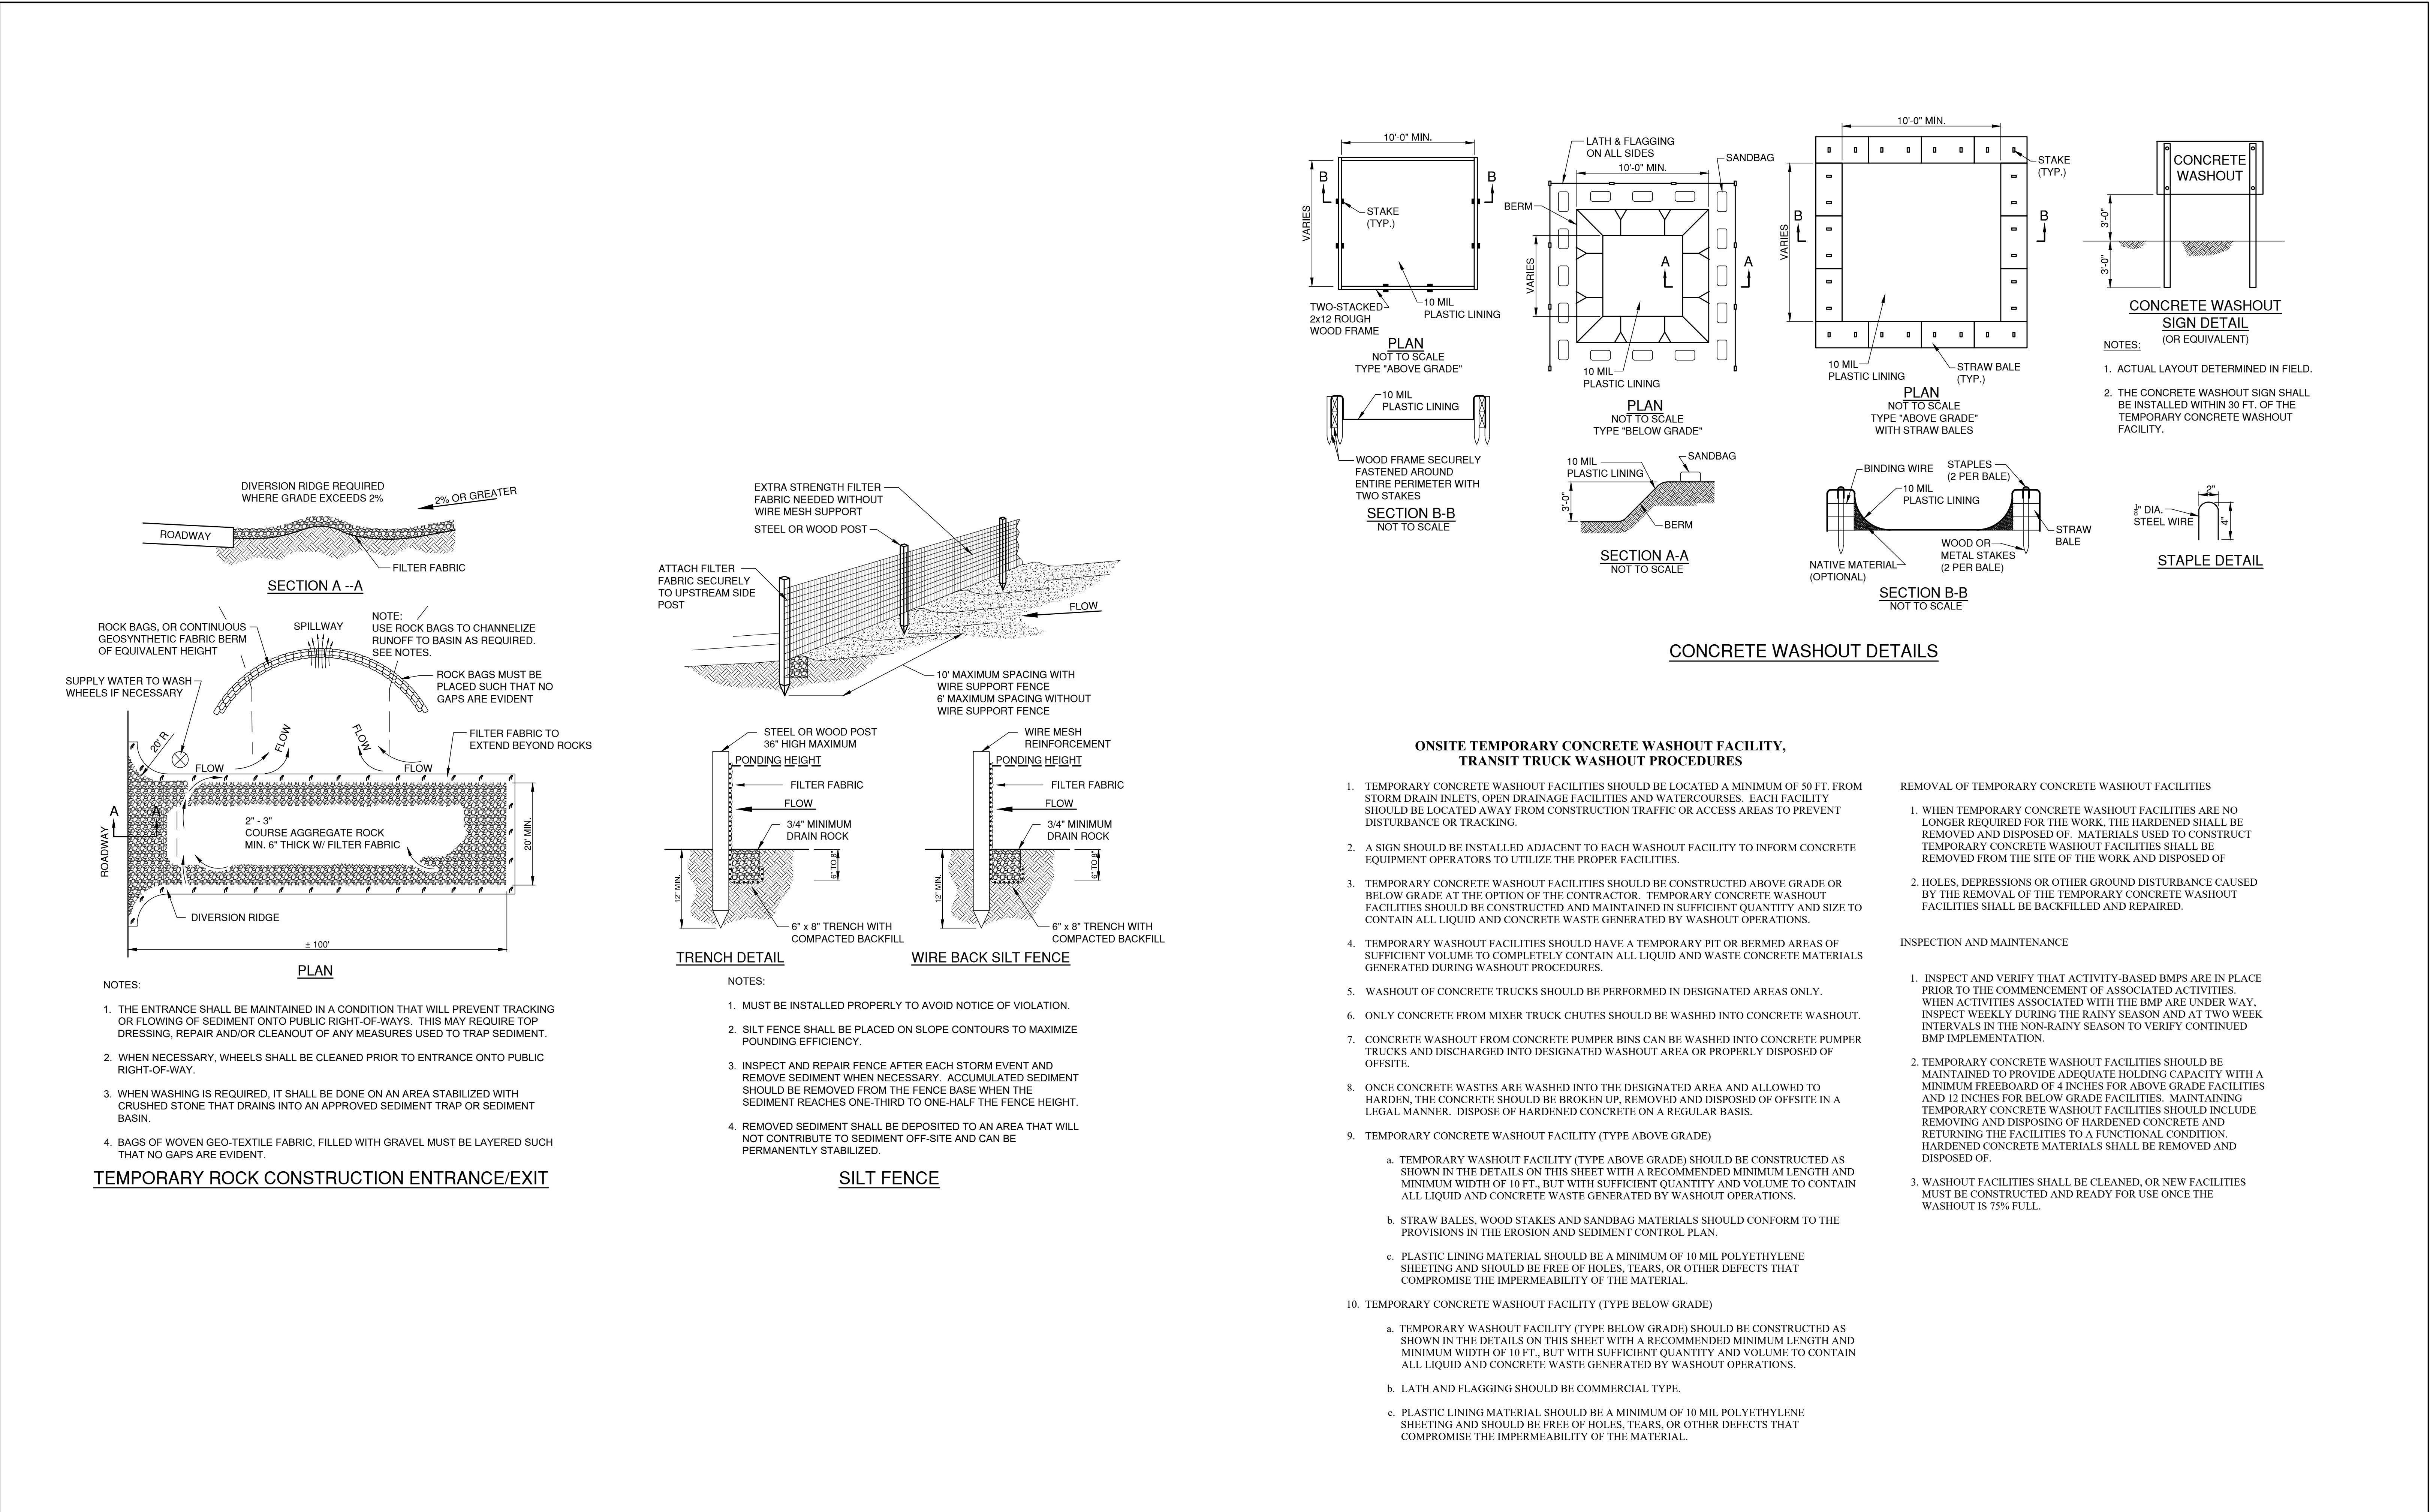 DIVERSION RIDGE REQUIRED
WHERE GRADE EXCEEDS 2%
2% OR GREATER
ROADWAY
FILTER FABRIC
SECTION A --A
ROCK BAGS, OR CONTINUOUS
GEOSYNTHETIC FABRIC BERM
OF EQUIVALENT HEIGHT
SPILLWAY
NOTE:
USE ROCK BAGS TO CHANNELIZE
RUNOFF TO BASIN AS REQUIRED.
SEE NOTES.
SUPPLY WATER TO WASH
WHEELS IF NECESSARY
ROCK BAGS MUST BE
PLACED SUCH THAT NO
GAPS ARE EVIDENT
20' R
FLOW
FLOW
FILTER FABRIC TO
EXTEND BEYOND ROCKS
FLOW
FLOW
A
A
ROADWAY
2" - 3"
COURSE AGGREGATE ROCK
MIN. 6" THICK W/ FILTER FABRIC
20' MIN.
DIVERSION RIDGE
± 100'
PLAN
NOTES:
1. THE ENTRANCE SHALL BE MAINTAINED IN A CONDITION THAT WILL PREVENT TRACKING
OR FLOWING OF SEDIMENT ONTO PUBLIC RIGHT-OF-WAYS. THIS MAY REQUIRE TOP
DRESSING, REPAIR AND/OR CLEANOUT OF ANY MEASURES USED TO TRAP SEDIMENT.
2. WHEN NECESSARY, WHEELS SHALL BE CLEANED PRIOR TO ENTRANCE ONTO PUBLIC
RIGHT-OF-WAY.
3. WHEN WASHING IS REQUIRED, IT SHALL BE DONE ON AN AREA STABILIZED WITH
CRUSHED STONE THAT DRAINS INTO AN APPROVED SEDIMENT TRAP OR SEDIMENT
BASIN.
4. BAGS OF WOVEN GEO-TEXTILE FABRIC, FILLED WITH GRAVEL MUST BE LAYERED SUCH
THAT NO GAPS ARE EVIDENT.
TEMPORARY ROCK CONSTRUCTION ENTRANCE/EXIT
EXTRA STRENGTH FILTER
FABRIC NEEDED WITHOUT
WIRE MESH SUPPORT
STEEL OR WOOD POST
ATTACH FILTER
FABRIC SECURELY
TO UPSTREAM SIDE
POST
FLOW
10' MAXIMUM SPACING WITH
WIRE SUPPORT FENCE
6' MAXIMUM SPACING WITHOUT
WIRE SUPPORT FENCE
STEEL OR WOOD POST
36" HIGH MAXIMUM
PONDING HEIGHT
FILTER FABRIC
FLOW
3/4" MINIMUM
DRAIN ROCK
12" MIN.
6" TO 8"
6" x 8" TRENCH WITH
COMPACTED BACKFILL
TRENCH DETAIL
WIRE MESH
REINFORCEMENT
PONDING HEIGHT
FILTER FABRIC
FLOW
3/4" MINIMUM
DRAIN ROCK
12" MIN.
6" TO 8"
6" x 8" TRENCH WITH
COMPACTED BACKFILL
WIRE BACK SILT FENCE
NOTES:
1. MUST BE INSTALLED PROPERLY TO AVOID NOTICE OF VIOLATION.
2. SILT FENCE SHALL BE PLACED ON SLOPE CONTOURS TO MAXIMIZE
POUNDING EFFICIENCY.
3. INSPECT AND REPAIR FENCE AFTER EACH STORM EVENT AND
REMOVE SEDIMENT WHEN NECESSARY. ACCUMULATED SEDIMENT
SHOULD BE REMOVED FROM THE FENCE BASE WHEN THE
SEDIMENT REACHES ONE-THIRD TO ONE-HALF THE FENCE HEIGHT.
4. REMOVED SEDIMENT SHALL BE DEPOSITED TO AN AREA THAT WILL
NOT CONTRIBUTE TO SEDIMENT OFF-SITE AND CAN BE
PERMANENTLY STABILIZED.
SILT FENCE
10'-0" MIN.
VARIES
B
B
STAKE
(TYP.)
TWO-STACKED
2x12 ROUGH
WOOD FRAME
10 MIL
PLASTIC LINING
PLAN
NOT TO SCALE
TYPE "ABOVE GRADE"
10 MIL
PLASTIC LINING
WOOD FRAME SECURELY
FASTENED AROUND
ENTIRE PERIMETER WITH
TWO STAKES
SECTION B-B
NOT TO SCALE
LATH & FLAGGING
ON ALL SIDES
10'-0" MIN.
SANDBAG
BERM
VARIES
A
A
10 MIL
PLASTIC LINING
PLAN
NOT TO SCALE
TYPE "BELOW GRADE"
10 MIL
PLASTIC LINING
SANDBAG
3'-0"
BERM
SECTION A-A
NOT TO SCALE
10'-0" MIN.
STAKE
(TYP.)
VARIES
B
B
10 MIL
PLASTIC LINING
STRAW BALE
(TYP.)
PLAN
NOT TO SCALE
TYPE "ABOVE GRADE"
WITH STRAW BALES
BINDING WIRE
STAPLES
(2 PER BALE)
10 MIL
PLASTIC LINING
STRAW
BALE
WOOD OR
METAL STAKES
(2 PER BALE)
NATIVE MATERIAL
(OPTIONAL)
SECTION B-B
NOT TO SCALE
CONCRETE
WASHOUT
3'-0"
3'-0"
CONCRETE WASHOUT
SIGN DETAIL
(OR EQUIVALENT)
NOTES:
1. ACTUAL LAYOUT DETERMINED IN FIELD.
2. THE CONCRETE WASHOUT SIGN SHALL
BE INSTALLED WITHIN 30 FT. OF THE
TEMPORARY CONCRETE WASHOUT
FACILITY.
2"
1/8" DIA.
STEEL WIRE
4"
STAPLE DETAIL
CONCRETE WASHOUT DETAILS
ONSITE TEMPORARY CONCRETE WASHOUT FACILITY,
TRANSIT TRUCK WASHOUT PROCEDURES
1. TEMPORARY CONCRETE WASHOUT FACILITIES SHOULD BE LOCATED A MINIMUM OF 50 FT. FROM
STORM DRAIN INLETS, OPEN DRAINAGE FACILITIES AND WATERCOURSES. EACH FACILITY
SHOULD BE LOCATED AWAY FROM CONSTRUCTION TRAFFIC OR ACCESS AREAS TO PREVENT
DISTURBANCE OR TRACKING.
2. A SIGN SHOULD BE INSTALLED ADJACENT TO EACH WASHOUT FACILITY TO INFORM CONCRETE
EQUIPMENT OPERATORS TO UTILIZE THE PROPER FACILITIES.
3. TEMPORARY CONCRETE WASHOUT FACILITIES SHOULD BE CONSTRUCTED ABOVE GRADE OR
BELOW GRADE AT THE OPTION OF THE CONTRACTOR. TEMPORARY CONCRETE WASHOUT
FACILITIES SHOULD BE CONSTRUCTED AND MAINTAINED IN SUFFICIENT QUANTITY AND SIZE TO
CONTAIN ALL LIQUID AND CONCRETE WASTE GENERATED BY WASHOUT OPERATIONS.
4. TEMPORARY WASHOUT FACILITIES SHOULD HAVE A TEMPORARY PIT OR BERMED AREAS OF
SUFFICIENT VOLUME TO COMPLETELY CONTAIN ALL LIQUID AND WASTE CONCRETE MATERIALS
GENERATED DURING WASHOUT PROCEDURES.
5. WASHOUT OF CONCRETE TRUCKS SHOULD BE PERFORMED IN DESIGNATED AREAS ONLY.
6. ONLY CONCRETE FROM MIXER TRUCK CHUTES SHOULD BE WASHED INTO CONCRETE WASHOUT.
7. CONCRETE WASHOUT FROM CONCRETE PUMPER BINS CAN BE WASHED INTO CONCRETE PUMPER
TRUCKS AND DISCHARGED INTO DESIGNATED WASHOUT AREA OR PROPERLY DISPOSED OF
OFFSITE.
8. ONCE CONCRETE WASTES ARE WASHED INTO THE DESIGNATED AREA AND ALLOWED TO
HARDEN, THE CONCRETE SHOULD BE BROKEN UP, REMOVED AND DISPOSED OF OFFSITE IN A
LEGAL MANNER. DISPOSE OF HARDENED CONCRETE ON A REGULAR BASIS.
9. TEMPORARY CONCRETE WASHOUT FACILITY (TYPE ABOVE GRADE)
a. TEMPORARY WASHOUT FACILITY (TYPE ABOVE GRADE) SHOULD BE CONSTRUCTED AS
SHOWN IN THE DETAILS ON THIS SHEET WITH A RECOMMENDED MINIMUM LENGTH AND
MINIMUM WIDTH OF 10 FT., BUT WITH SUFFICIENT QUANTITY AND VOLUME TO CONTAIN
ALL LIQUID AND CONCRETE WASTE GENERATED BY WASHOUT OPERATIONS.
b. STRAW BALES, WOOD STAKES AND SANDBAG MATERIALS SHOULD CONFORM TO THE
PROVISIONS IN THE EROSION AND SEDIMENT CONTROL PLAN.
c. PLASTIC LINING MATERIAL SHOULD BE A MINIMUM OF 10 MIL POLYETHYLENE
SHEETING AND SHOULD BE FREE OF HOLES, TEARS, OR OTHER DEFECTS THAT
COMPROMISE THE IMPERMEABILITY OF THE MATERIAL.
10. TEMPORARY CONCRETE WASHOUT FACILITY (TYPE BELOW GRADE)
a. TEMPORARY WASHOUT FACILITY (TYPE BELOW GRADE) SHOULD BE CONSTRUCTED AS
SHOWN IN THE DETAILS ON THIS SHEET WITH A RECOMMENDED MINIMUM LENGTH AND
MINIMUM WIDTH OF 10 FT., BUT WITH SUFFICIENT QUANTITY AND VOLUME TO CONTAIN
ALL LIQUID AND CONCRETE WASTE GENERATED BY WASHOUT OPERATIONS.
b. LATH AND FLAGGING SHOULD BE COMMERCIAL TYPE.
c. PLASTIC LINING MATERIAL SHOULD BE A MINIMUM OF 10 MIL POLYETHYLENE
SHEETING AND SHOULD BE FREE OF HOLES, TEARS, OR OTHER DEFECTS THAT
COMPROMISE THE IMPERMEABILITY OF THE MATERIAL.
REMOVAL OF TEMPORARY CONCRETE WASHOUT FACILITIES
1. WHEN TEMPORARY CONCRETE WASHOUT FACILITIES ARE NO
LONGER REQUIRED FOR THE WORK, THE HARDENED SHALL BE
REMOVED AND DISPOSED OF. MATERIALS USED TO CONSTRUCT
TEMPORARY CONCRETE WASHOUT FACILITIES SHALL BE
REMOVED FROM THE SITE OF THE WORK AND DISPOSED OF
2. HOLES, DEPRESSIONS OR OTHER GROUND DISTURBANCE CAUSED
BY THE REMOVAL OF THE TEMPORARY CONCRETE WASHOUT
FACILITIES SHALL BE BACKFILLED AND REPAIRED.
INSPECTION AND MAINTENANCE
1. INSPECT AND VERIFY THAT ACTIVITY-BASED BMPS ARE IN PLACE
PRIOR TO THE COMMENCEMENT OF ASSOCIATED ACTIVITIES.
WHEN ACTIVITIES ASSOCIATED WITH THE BMP ARE UNDER WAY,
INSPECT WEEKLY DURING THE RAINY SEASON AND AT TWO WEEK
INTERVALS IN THE NON-RAINY SEASON TO VERIFY CONTINUED
BMP IMPLEMENTATION.
2. TEMPORARY CONCRETE WASHOUT FACILITIES SHOULD BE
MAINTAINED TO PROVIDE ADEQUATE HOLDING CAPACITY WITH A
MINIMUM FREEBOARD OF 4 INCHES FOR ABOVE GRADE FACILITIES
AND 12 INCHES FOR BELOW GRADE FACILITIES. MAINTAINING
TEMPORARY CONCRETE WASHOUT FACILITIES SHOULD INCLUDE
REMOVING AND DISPOSING OF HARDENED CONCRETE AND
RETURNING THE FACILITIES TO A FUNCTIONAL CONDITION.
HARDENED CONCRETE MATERIALS SHALL BE REMOVED AND
DISPOSED OF.
3. WASHOUT FACILITIES SHALL BE CLEANED, OR NEW FACILITIES
MUST BE CONSTRUCTED AND READY FOR USE ONCE THE
WASHOUT IS 75% FULL.